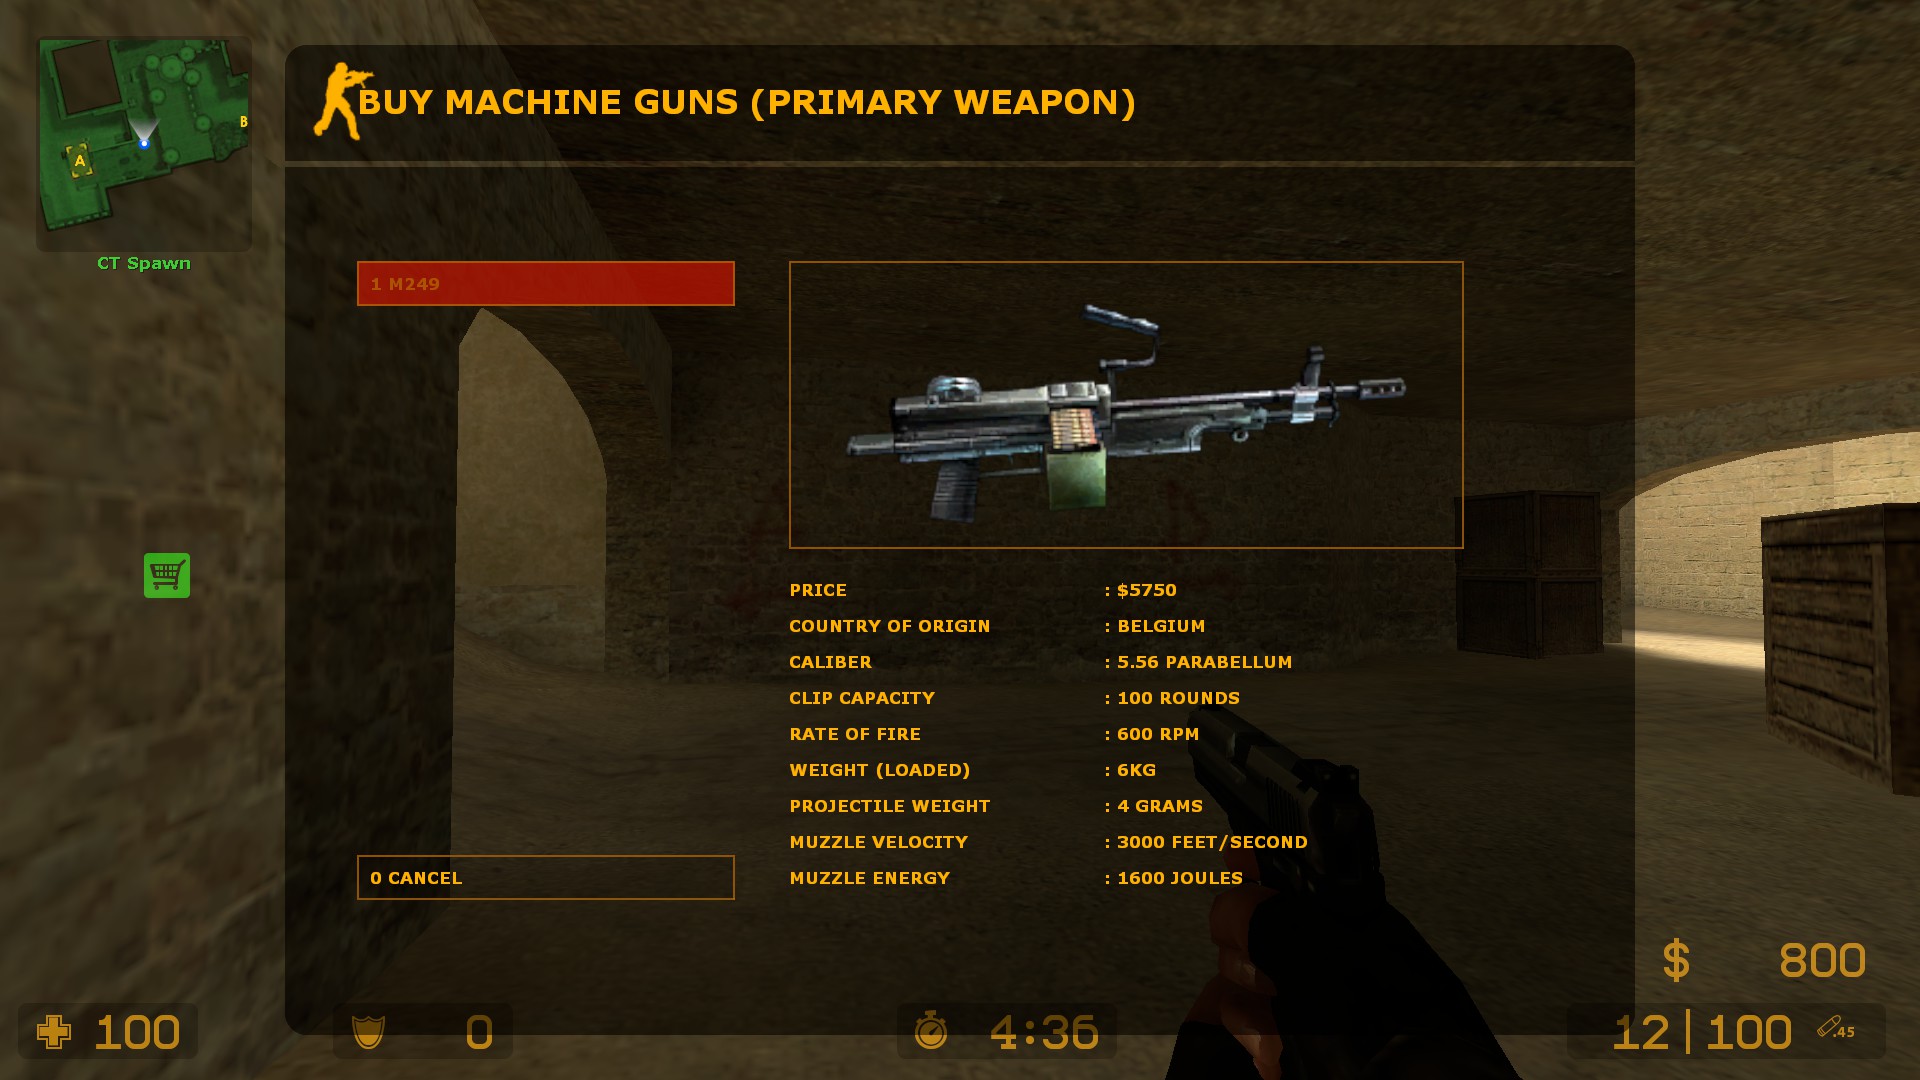 BUY MACHINE GUNS (PRIMARY WEAPON)
A
B
CT Spawn
1 M249
PRICE : $5750
COUNTRY OF ORIGIN : BELGIUM
CALIBER : 5.56 PARABELLUM
CLIP CAPACITY : 100 ROUNDS
RATE OF FIRE : 600 RPM
WEIGHT (LOADED) : 6KG
PROJECTILE WEIGHT : 4 GRAMS
MUZZLE VELOCITY : 3000 FEET/SECOND
MUZZLE ENERGY : 1600 JOULES
0 CANCEL
$ 800
100
0
4:36
12|100 .45